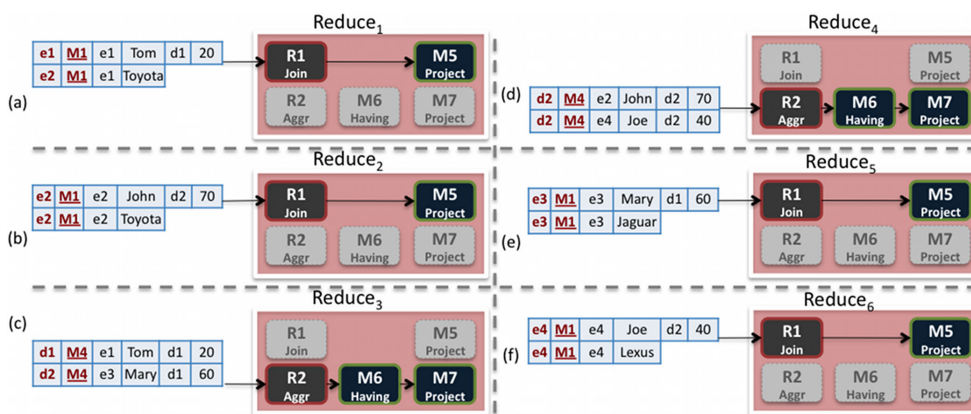 Reduce1
e1 M1 e1 Tom d1 20
e2 M1 e1 Toyota
R1 Join
M5 Project
R2 Aggr
M6 Having
M7 Project
(a)
Reduce2
e2 M1 e2 John d2 70
e2 M1 e2 Toyota
R1 Join
M5 Project
R2 Aggr
M6 Having
M7 Project
(b)
Reduce3
(c)
d1 M4 e1 Tom d1 20
d2 M4 e3 Mary d1 60
R1 Join
M5 Project
R2 Aggr
M6 Having
M7 Project
Reduce4
R1 Join
M5 Project
(d)
d2 M4 e2 John d2 70
d2 M4 e4 Joe d2 40
R2 Aggr
M6 Having
M7 Project
Reduce5
e3 M1 e3 Mary d1 60
e3 M1 e3 Jaguar
R1 Join
M5 Project
(e)
R2 Aggr
M6 Having
M7 Project
Reduce6
e4 M1 e4 Joe d2 40
e4 M1 e4 Lexus
R1 Join
M5 Project
(f)
R2 Aggr
M6 Having
M7 Project